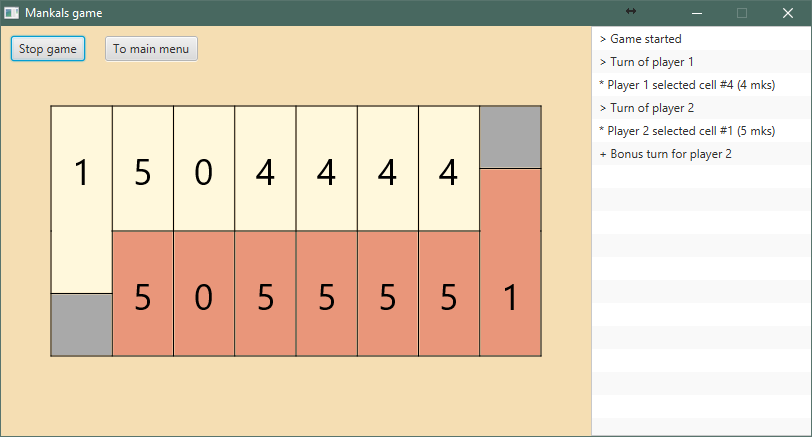 Mankals game
Stop game
To main menu
1 5 0 4 4 4 4
5 0 5 5 5 5 1
> Game started
> Turn of player 1
* Player 1 selected cell #4 (4 mks)
> Turn of player 2
* Player 2 selected cell #1 (5 mks)
+ Bonus turn for player 2